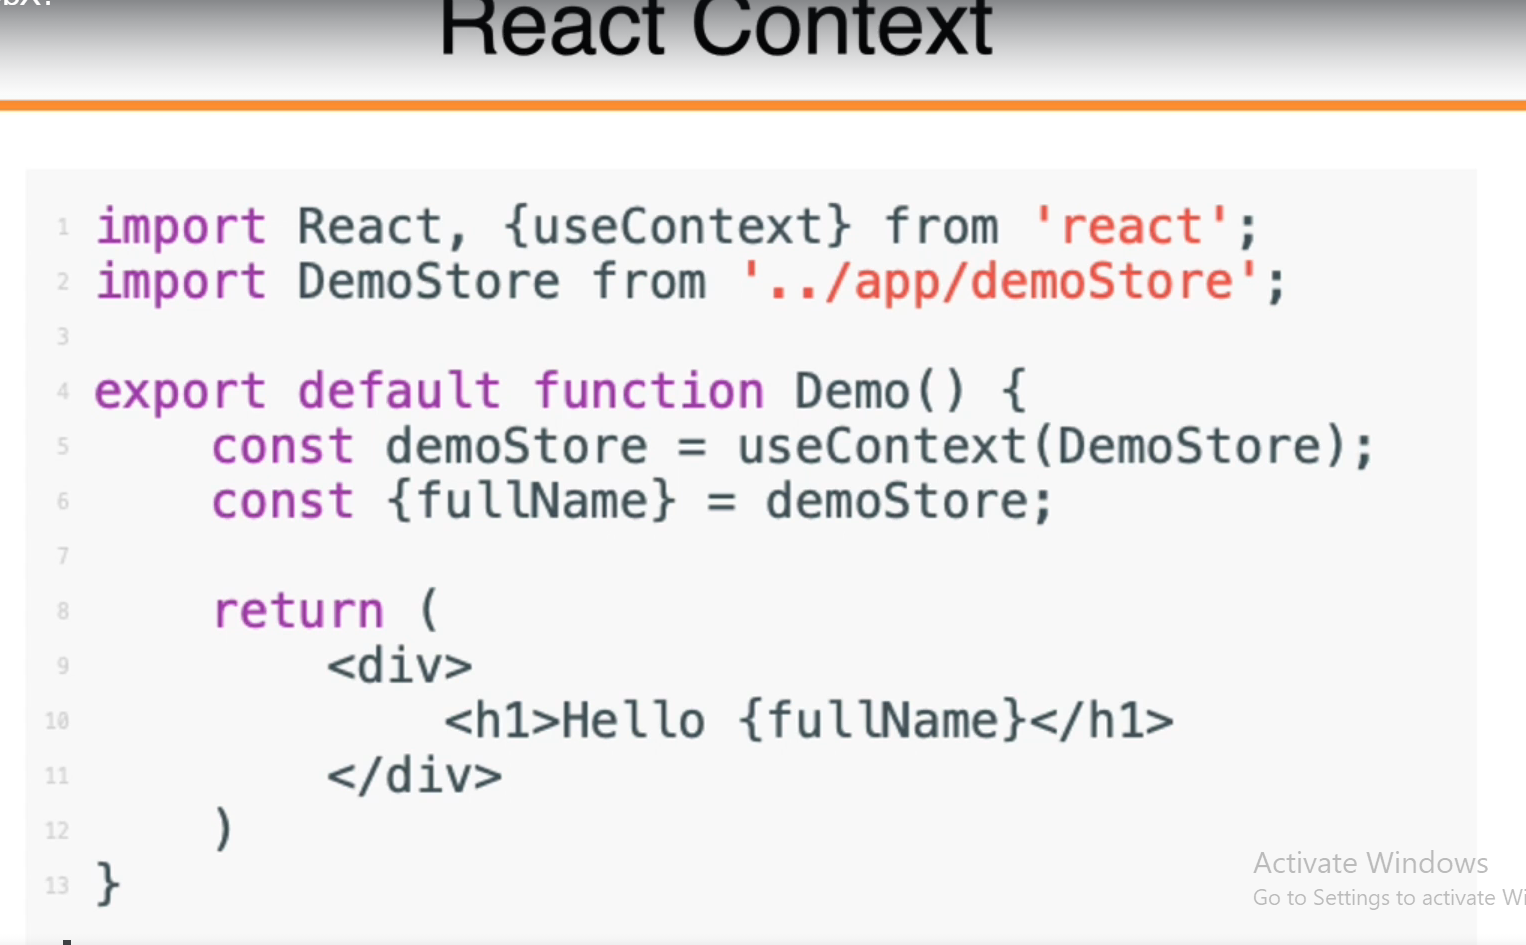 React Context
1 import React, {useContext} from 'react';
2 import DemoStore from '../app/demoStore';
3
4 export default function Demo() {
5     const demoStore = useContext(DemoStore);
6     const {fullName} = demoStore;
7
8     return (
9         <div>
10             <h1>Hello {fullName}</h1>
11         </div>
12     )
13 }
Activate Windows
Go to Settings to activate Wi